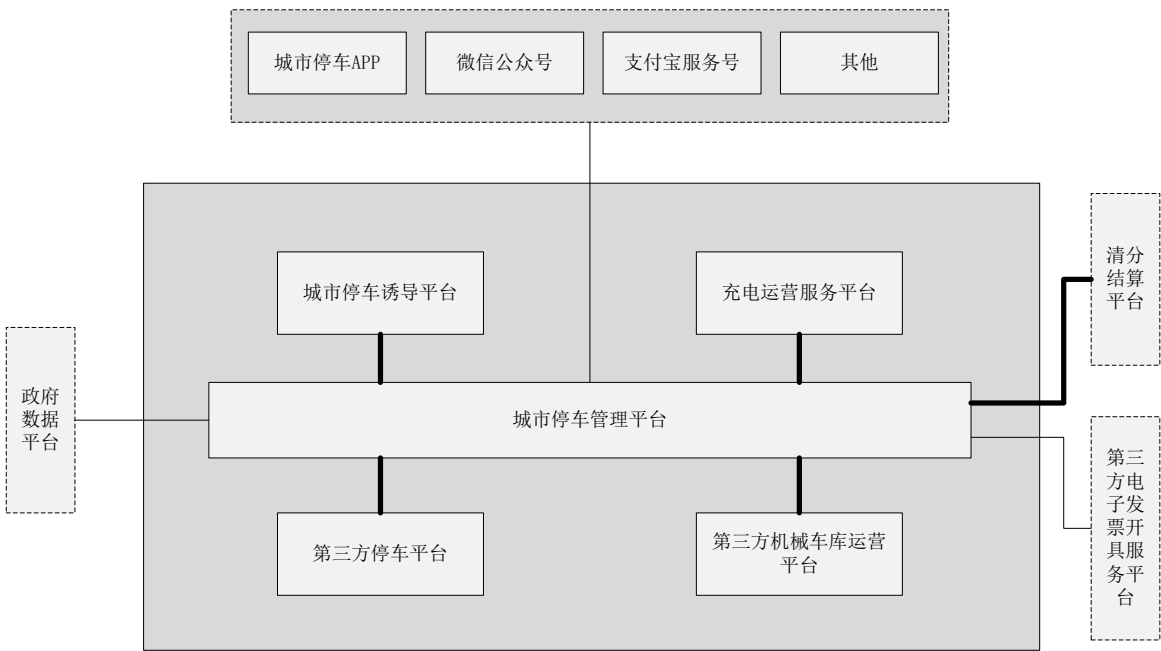 城市停车APP
微信公众号
支付宝服务号
其他
城市停车诱导平台
充电运营服务平台
清分
结算
平台
政府
数据
平台
城市停车管理平台
第三方停车平台
第三方机械车库运营
平台
第三
方电
子发
票开
具服
务平
台